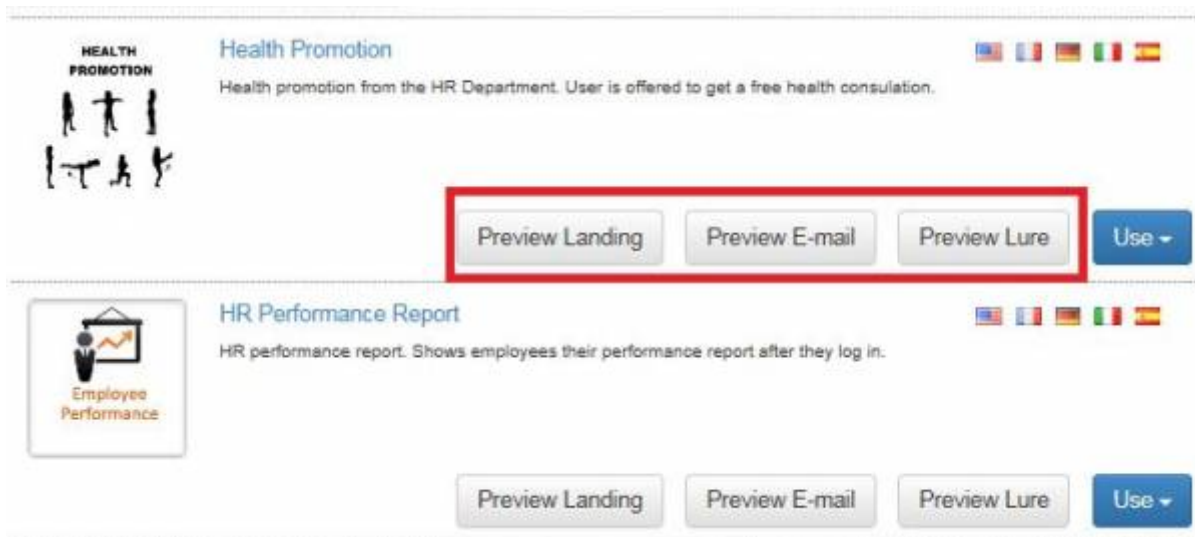 HEALTH
PROMOTION
Health Promotion
Health promotion from the HR Department. User is offered to get a free health consulation.
Preview Landing Preview E-mail Preview Lure Use
Employee
Performance
HR Performance Report
HR performance report. Shows employees their performance report after they log in.
Preview Landing Preview E-mail Preview Lure Use